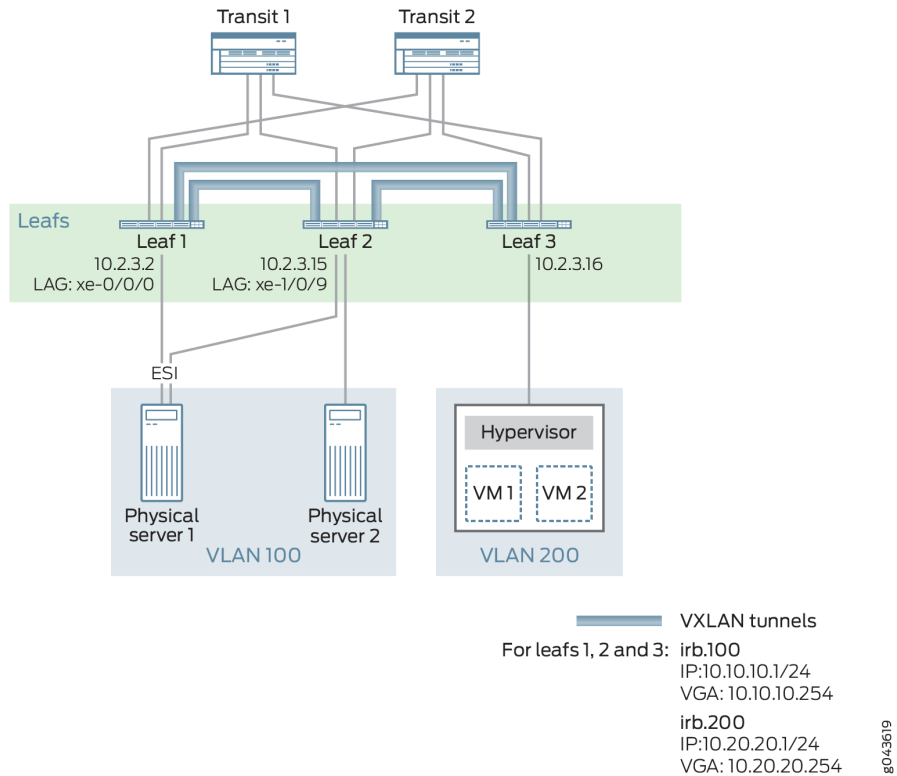 Transit 1
Transit 2
Leafs
Leaf 1
Leaf 2
Leaf 3
10.2.3.2
LAG: xe-0/0/0
10.2.3.15
LAG: xe-1/0/9
10.2.3.16
ESI
Hypervisor
VM 1
VM 2
Physical
server 1
Physical
server 2
VLAN 100
VLAN 200
VXLAN tunnels
For leafs 1, 2 and 3: irb.100
IP:10.10.10.1/24
VGA: 10.10.10.254
irb.200
IP:10.20.20.1/24
VGA: 10.20.20.254
g043619